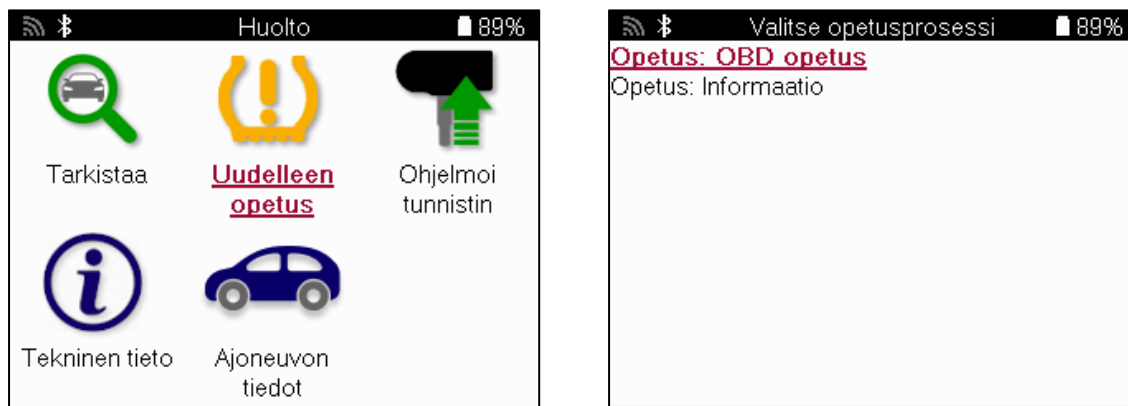 Huolto 89%
Tarkistaa
Uudelleen
opetus
Ohjelmoi
tunnistin
Tekninen tieto
Ajoneuvon
tiedot
Valitse opetusprosessi 89%
Opetus: OBD opetus
Opetus: Informaatio